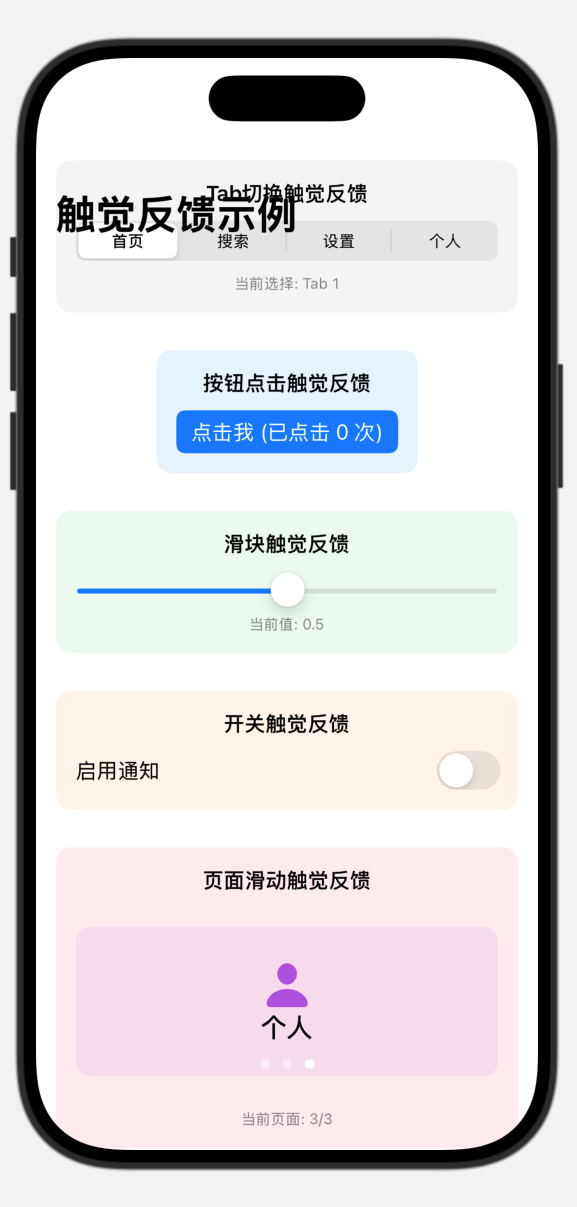 Tab切换触觉反馈
触觉反馈示例
首页 搜索 设置 个人
当前选择: Tab 1
按钮点击触觉反馈
点击我 (已点击 0 次)
滑块触觉反馈
当前值: 0.5
开关触觉反馈
启用通知
页面滑动触觉反馈
个人
当前页面: 3/3